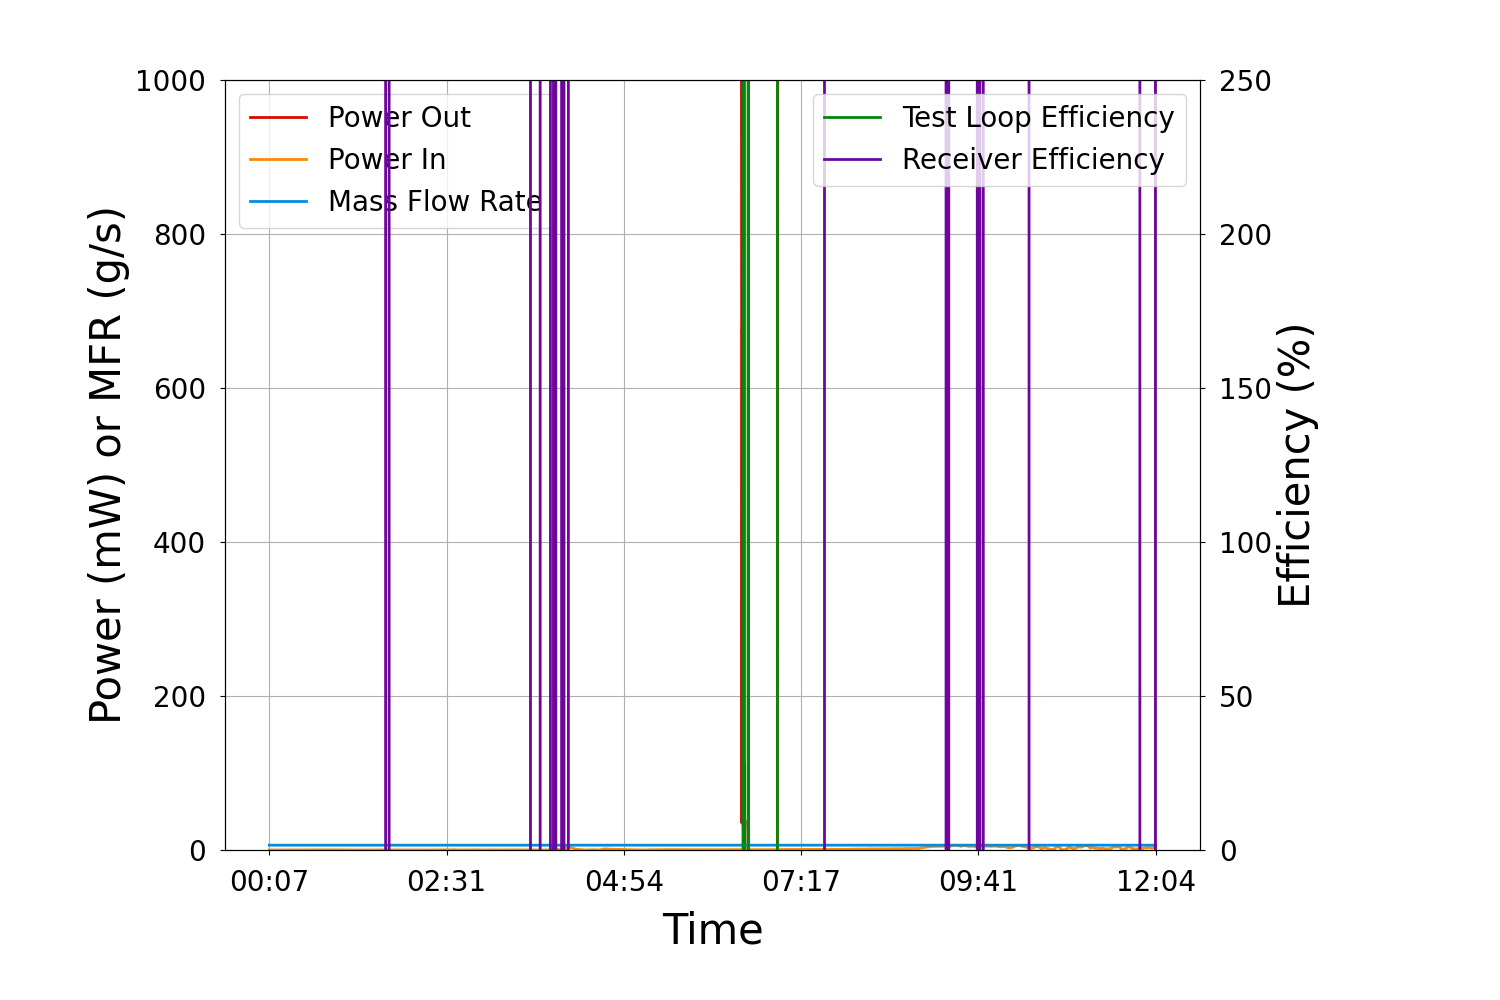 Power (mW) or MFR (g/s)
1000
800
600
400
200
0
Power Out
Power In
Mass Flow Rate
Test Loop Efficiency
Receiver Efficiency
250
200
150
100
50
0
Efficiency (%)
00:07 02:31 04:54 07:17 09:41 12:04
Time